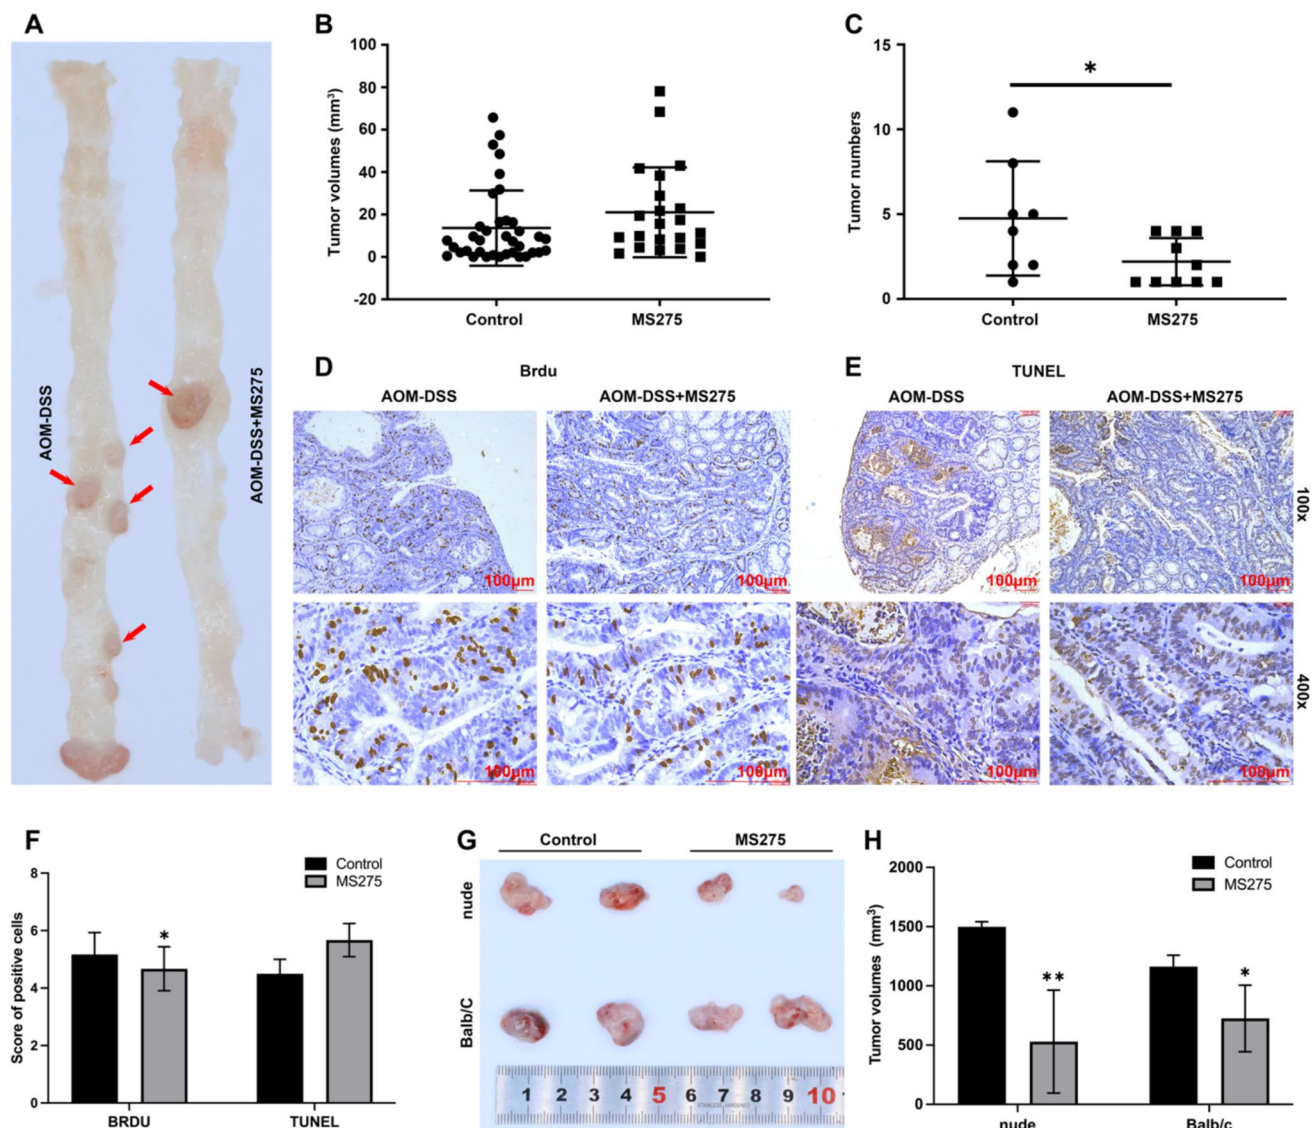 A
AOM-DSS
AOM-DSS+MS275
B
Tumor volumes (mm³)
100
80
60
40
20
0
-20
Control
MS275
C
Tumor numbers
15
10
5
0
*
Control
MS275
D
Brdu
AOM-DSS
AOM-DSS+MS275
100μm
100μm
100μm
100μm
E
TUNEL
AOM-DSS
AOM-DSS+MS275
100μm
100μm
100x
100μm
100μm
400x
F
Score of positive cells
8
6
4
2
0
Control
MS275
*
BRDU
TUNEL
G
Control
MS275
nude
Balb/C
1 2 3 4 5 6 7 8 9 10
STAINLESS HARDENED
H
Tumor volumes (mm³)
2000
1500
1000
500
0
Control
MS275
**
*
nude
Balb/c